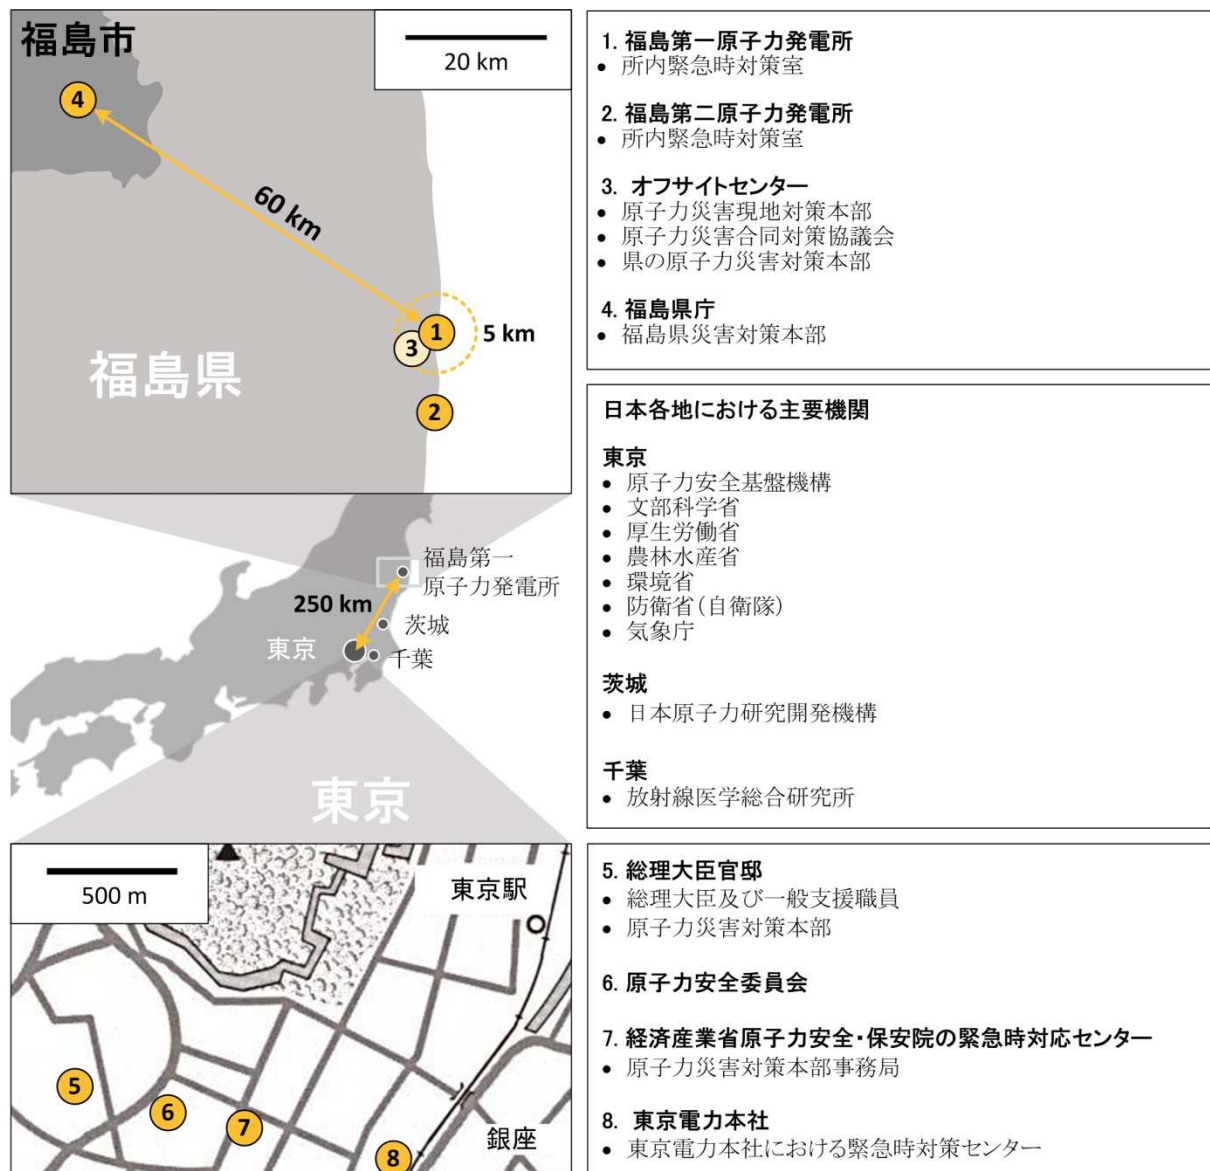 福島市
20 km
4
60 km
1
5 km
3
福島県
2
1. 福島第一原子力発電所
• 所内緊急時対策室
2. 福島第二原子力発電所
• 所内緊急時対策室
3. オフサイトセンター
• 原子力災害現地対策本部
• 原子力災害合同対策協議会
• 県の原子力災害対策本部
4. 福島県庁
• 福島県災害対策本部
福島第一
原子力発電所
250 km
茨城
東京
千葉
東京
日本各地における主要機関
東京
• 原子力安全基盤機構
• 文部科学省
• 厚生労働省
• 農林水産省
• 環境省
• 防衛省（自衛隊）
• 気象庁
茨城
• 日本原子力研究開発機構
千葉
• 放射線医学総合研究所
500 m
東京駅
5
6
7
銀座
8
5. 総理大臣官邸
• 総理大臣及び一般支援職員
• 原子力災害対策本部
6. 原子力安全委員会
7. 経済産業省原子力安全・保安院の緊急時対応センター
• 原子力災害対策本部事務局
8. 東京電力本社
• 東京電力本社における緊急時対策センター